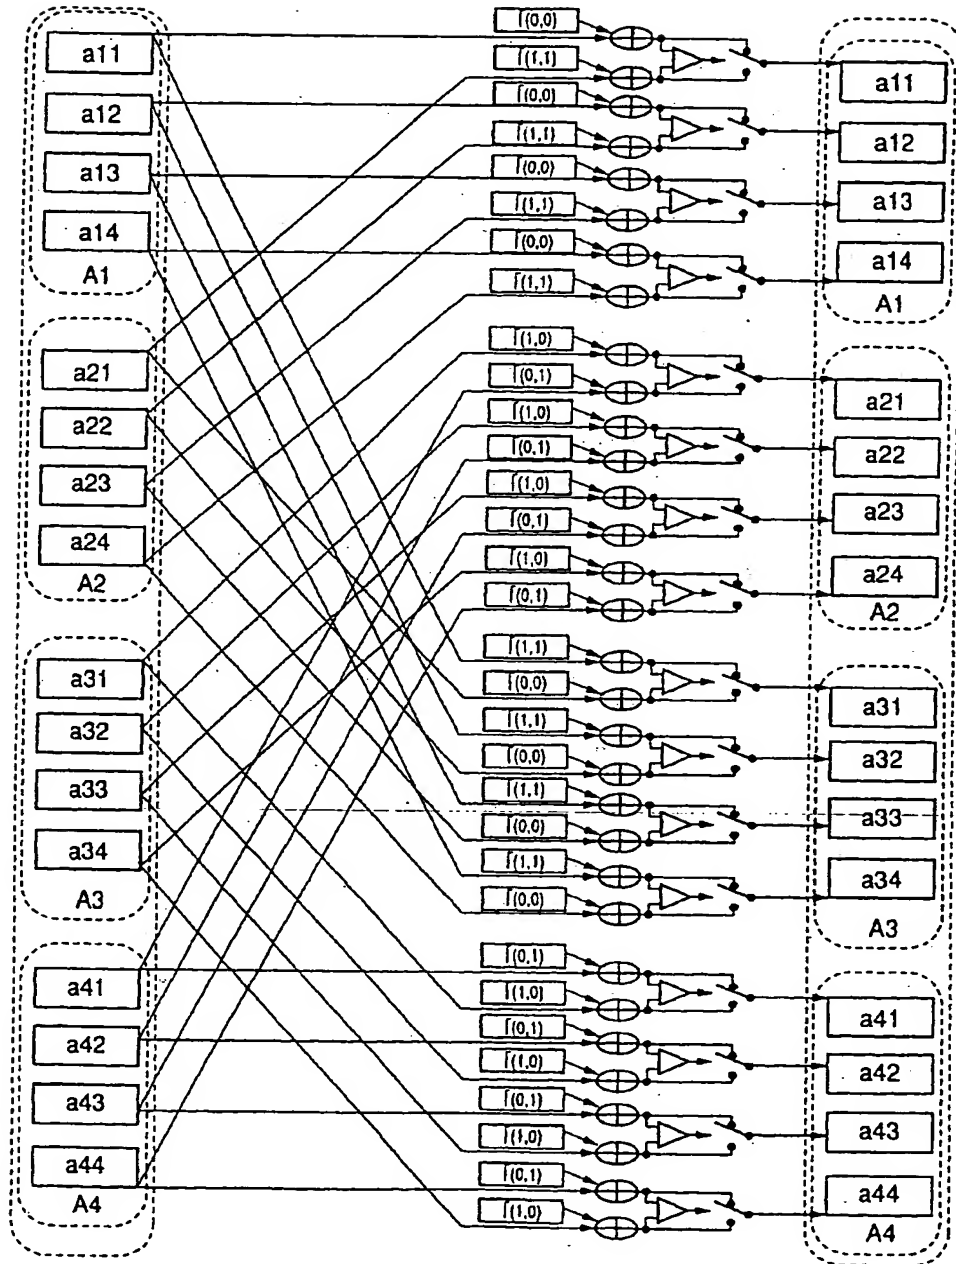 a11
a12
a13
a14
A1
a21
a22
a23
a24
A2
a31
a32
a33
a34
A3
a41
a42
a43
a44
A4
Γ(0,0)
Γ(1,1)
Γ(0,0)
Γ(1,1)
Γ(0,0)
Γ(1,1)
Γ(0,0)
Γ(1,1)
Γ(1,0)
Γ(0,1)
Γ(1,0)
Γ(0,1)
Γ(1,0)
Γ(0,1)
Γ(1,0)
Γ(0,1)
Γ(1,1)
Γ(0,0)
Γ(1,1)
Γ(0,0)
Γ(1,1)
Γ(0,0)
Γ(1,1)
Γ(0,0)
Γ(0,1)
Γ(1,0)
Γ(0,1)
Γ(1,0)
Γ(0,1)
Γ(1,0)
Γ(0,1)
Γ(1,0)
a11
a12
a13
a14
A1
a21
a22
a23
a24
A2
a31
a32
a33
a34
A3
a41
a42
a43
a44
A4